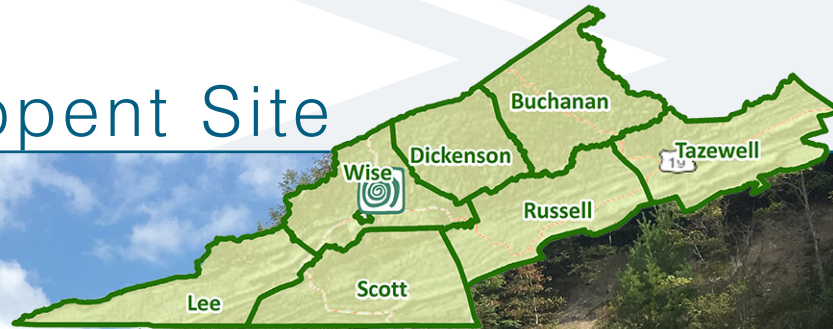 opent Site
Buchanan
Dickenson
Tazewell
19
Wise
Russell
Scott
Lee